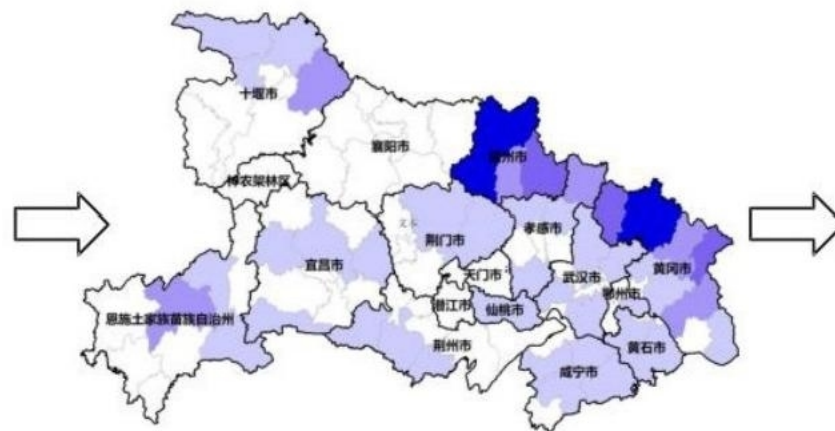 十堰市
襄阳市
随州市
神农架林区
孝感市
荆门市
宜昌市
武汉市
黄冈市
天门市
鄂州市
恩施土家族苗族自治州
潜江市
仙桃市
荆州市
黄石市
咸宁市